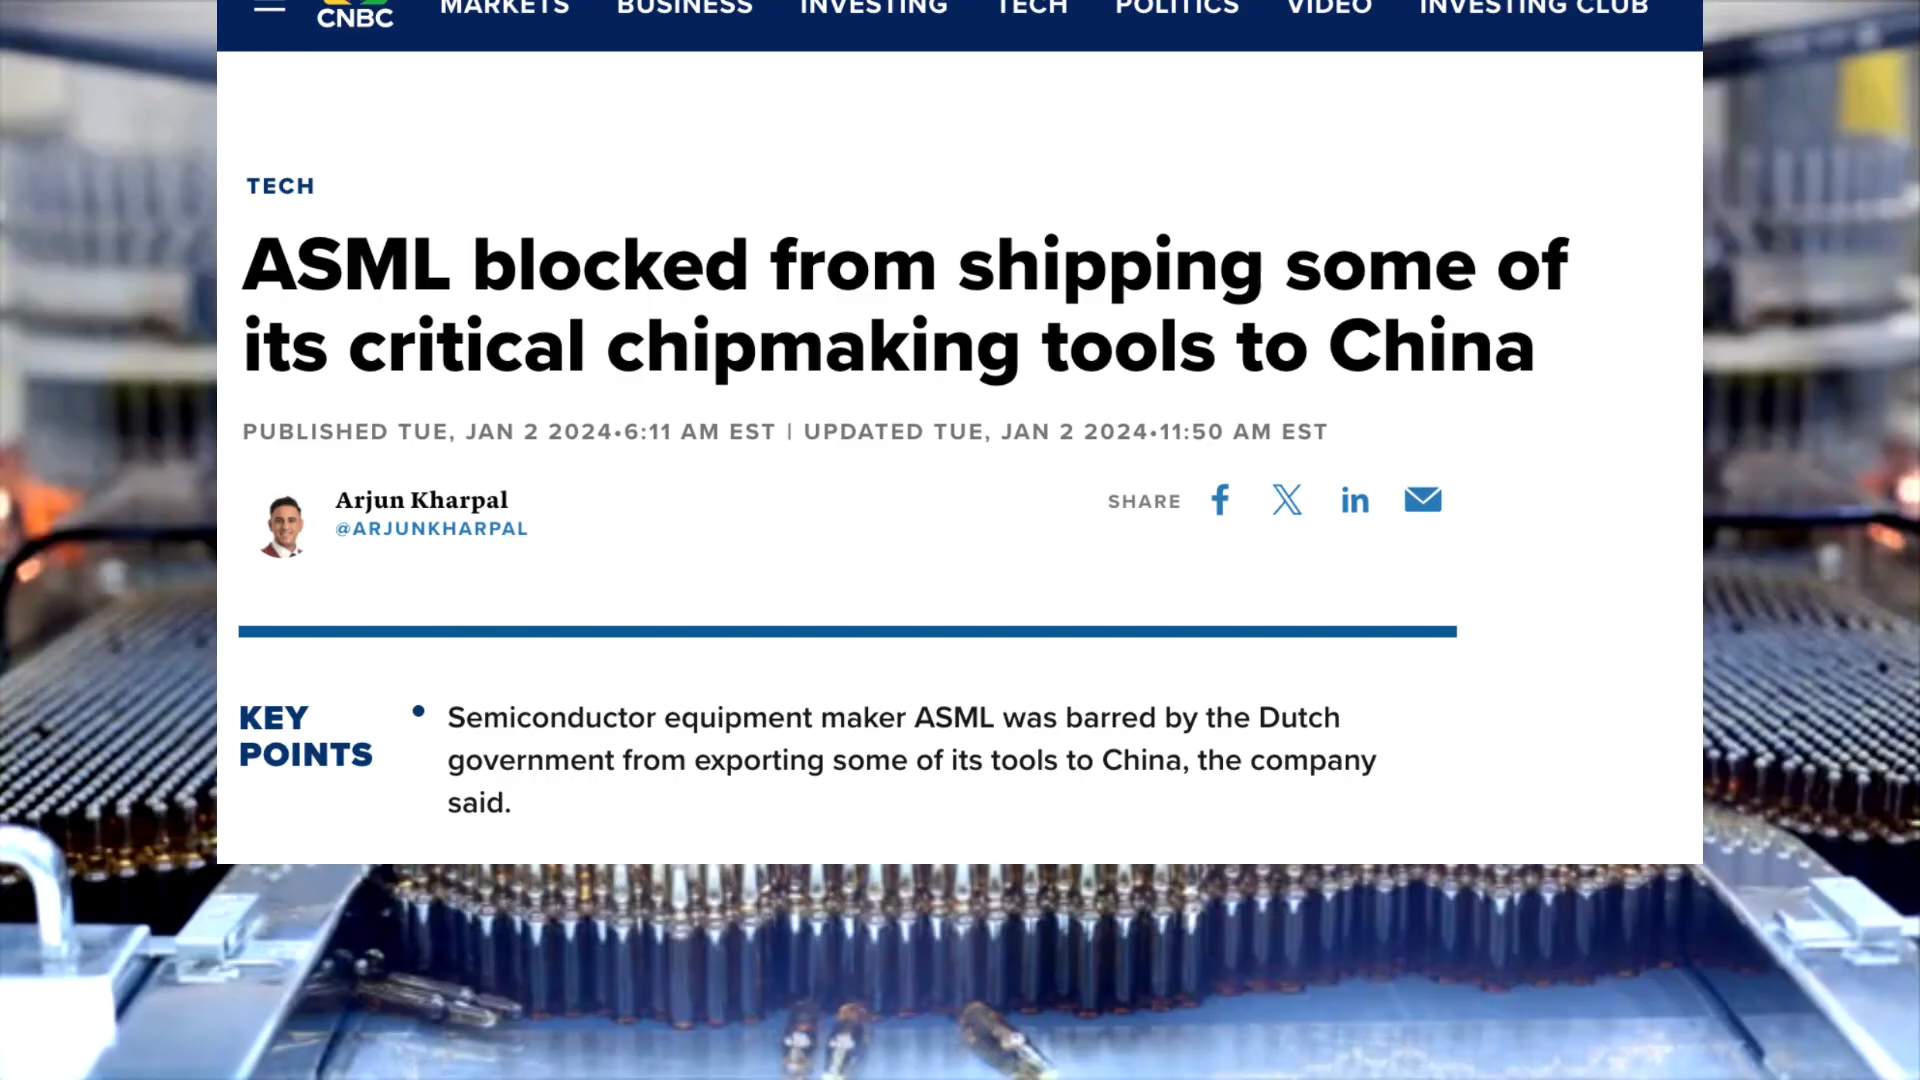 CNBC
MARKETS BUSINESS INVESTING TECH POLITICS VIDEO INVESTING CLUB
TECH
ASML blocked from shipping some of
its critical chipmaking tools to China
PUBLISHED TUE, JAN 2 2024•6:11 AM EST | UPDATED TUE, JAN 2 2024•11:50 AM EST
Arjun Kharpal
@ARJUNKHARPAL
SHARE
KEY
POINTS
• Semiconductor equipment maker ASML was barred by the Dutch
government from exporting some of its tools to China, the company
said.